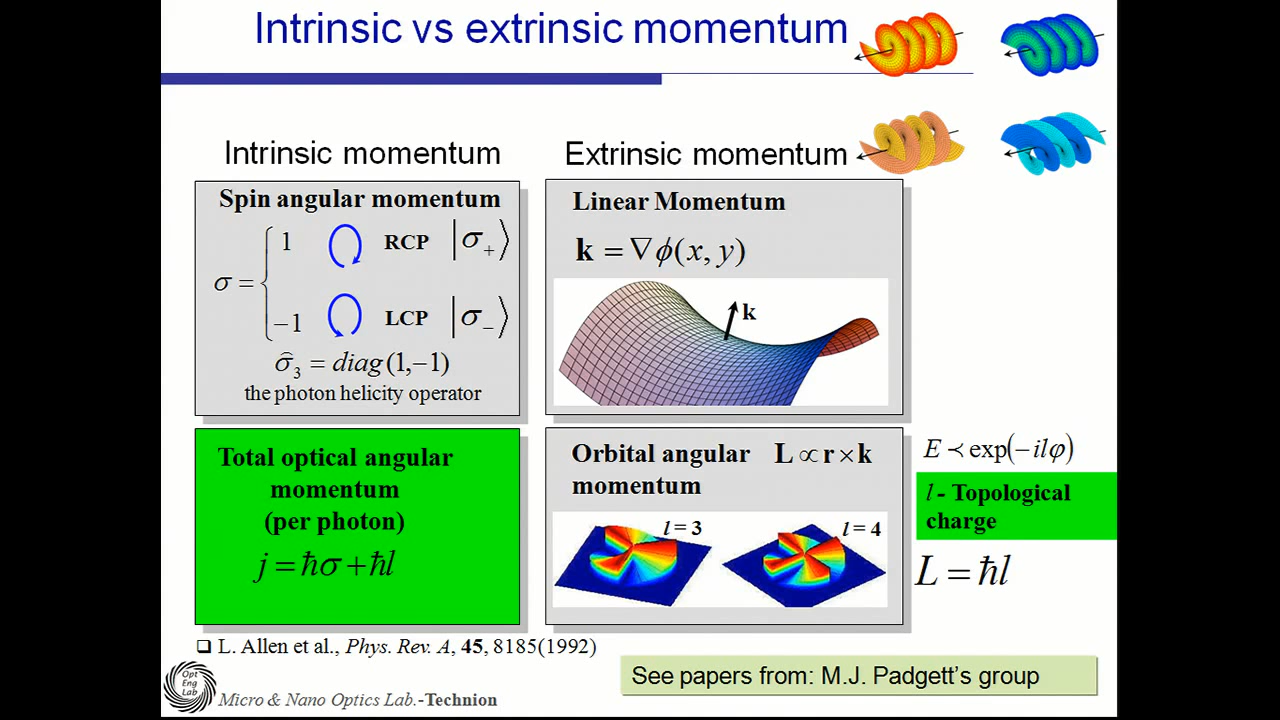 Intrinsic vs extrinsic momentum
Intrinsic momentum
Spin angular momentum
σ = { 1 RCP |σ₊⟩
−1 LCP |σ₋⟩
σ̂₃ = diag(1,−1)
the photon helicity operator
Extrinsic momentum
Linear Momentum
k = ∇ϕ(x, y)
k
Total optical angular
momentum
(per photon)
j = ħσ + ħl
Orbital angular L ∝ r × k
momentum
l = 3
l = 4
E ≺ exp(−ilφ)
l - Topological
charge
L = ħl
❑ L. Allen et al., Phys. Rev. A, 45, 8185(1992)
See papers from: M.J. Padgett's group
Opt
Eng
Lab
Micro & Nano Optics Lab.-Technion